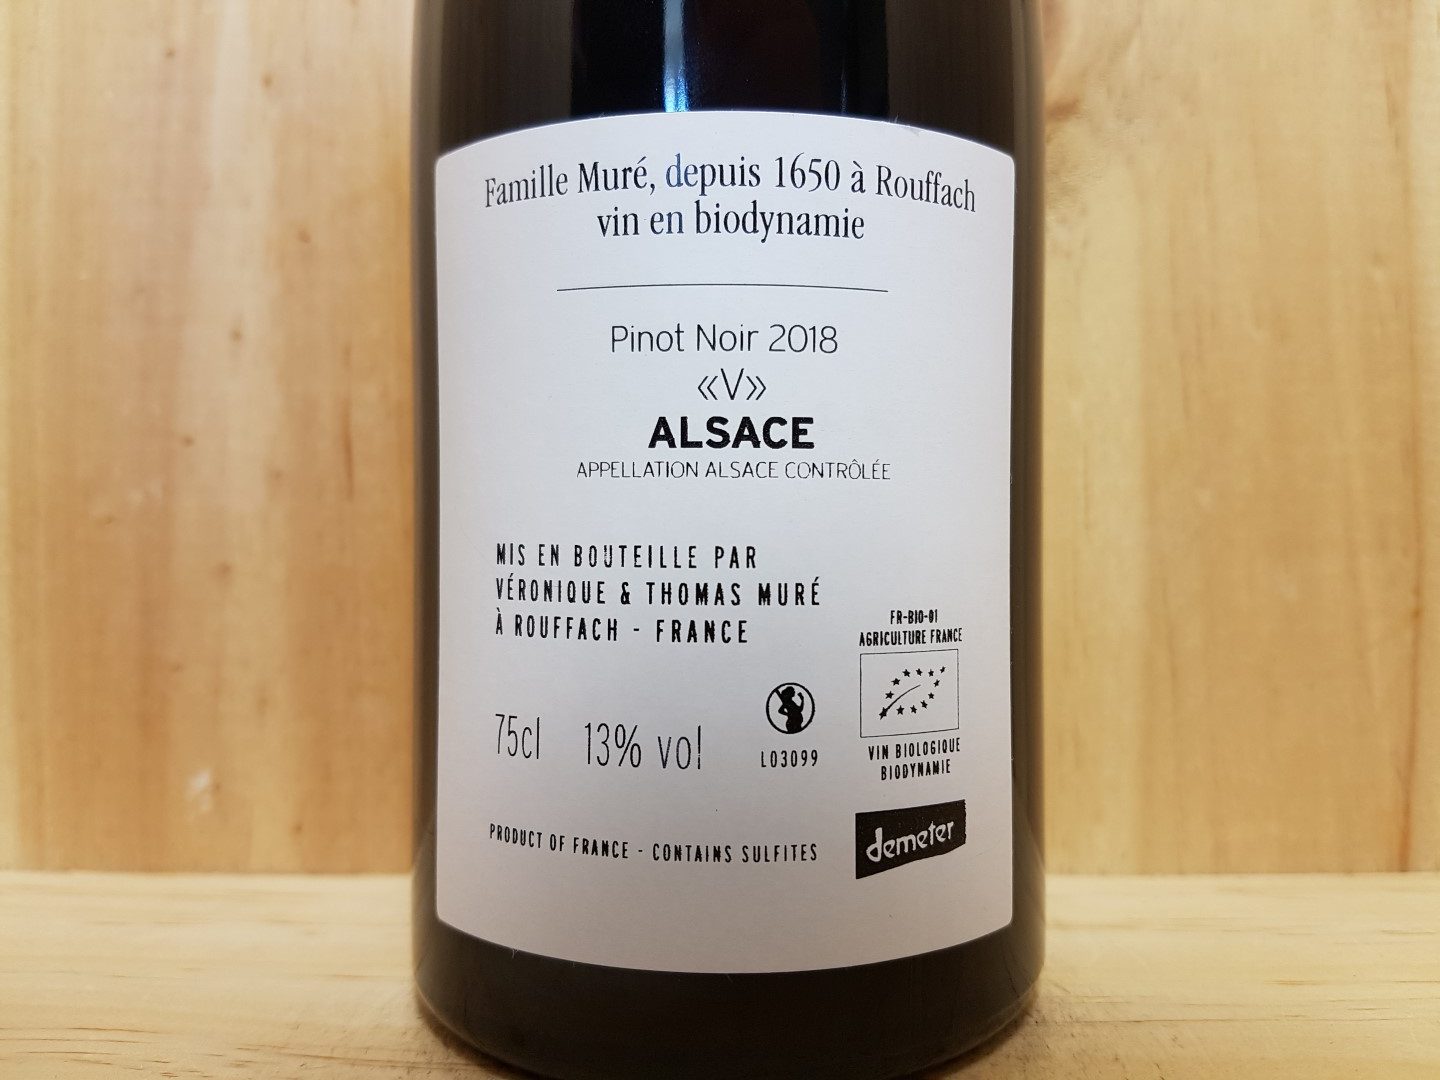 Famille Muré, depuis 1650 à Rouffach
vin en biodynamie
Pinot Noir 2018
«V»
ALSACE
APPELLATION ALSACE CONTRÔLÉE
MIS EN BOUTEILLE PAR
VÉRONIQUE & THOMAS MURÉ
À ROUFFACH - FRANCE
FR-BIO-01
AGRICULTURE FRANCE
75cl 13% vol
L03099
VIN BIOLOGIQUE
BIODYNAMIE
PRODUCT OF FRANCE - CONTAINS SULFITES
demeter